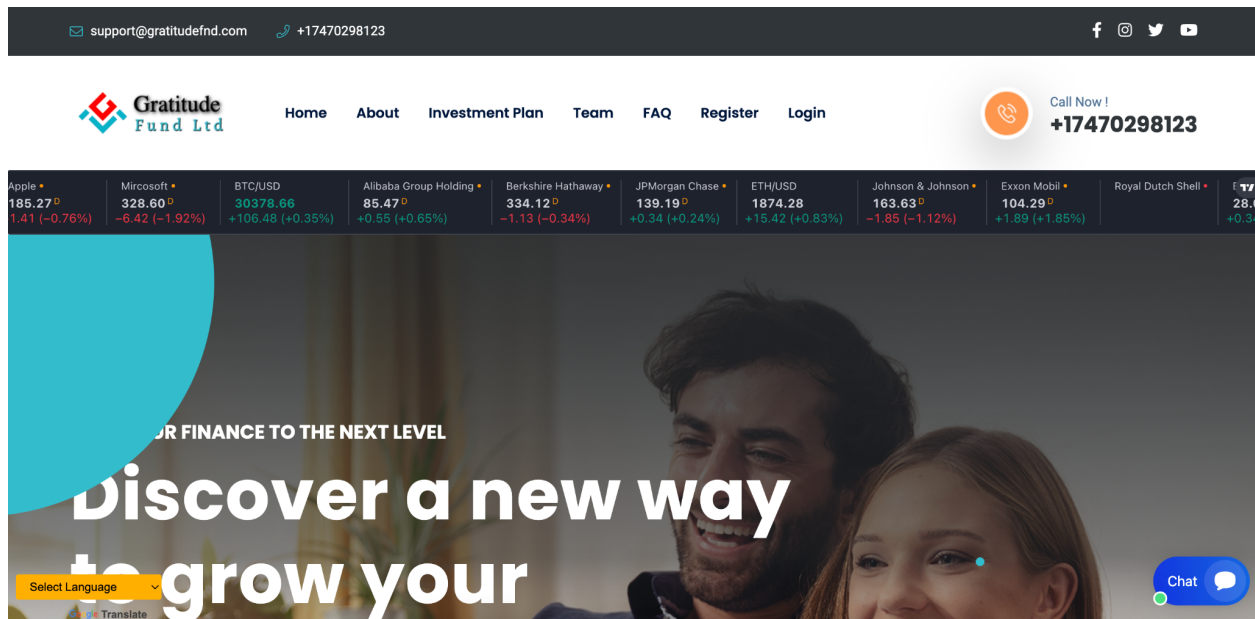 support@gratitudefnd.com +17470298123
Gratitude
Fund Ltd
Home About Investment Plan Team FAQ Register Login
Call Now !
+17470298123
Apple Mircosoft BTC/USD Alibaba Group Holding Berkshire Hathaway JPMorgan Chase ETH/USD Johnson & Johnson Exxon Mobil Royal Dutch Shell
185.27 D 328.60 D 30378.66 85.47 D 334.12 D 139.19 D 1874.28 163.63 D 104.29 D
1.41 (−0.76%) −6.42 (−1.92%) +106.48 (+0.35%) +0.55 (+0.65%) −1.13 (−0.34%) +0.34 (+0.24%) +15.42 (+0.83%) −1.85 (−1.12%) +1.89 (+1.85%)
FINANCE TO THE NEXT LEVEL
Discover a new way
to grow your
Select Language
Translate
Chat